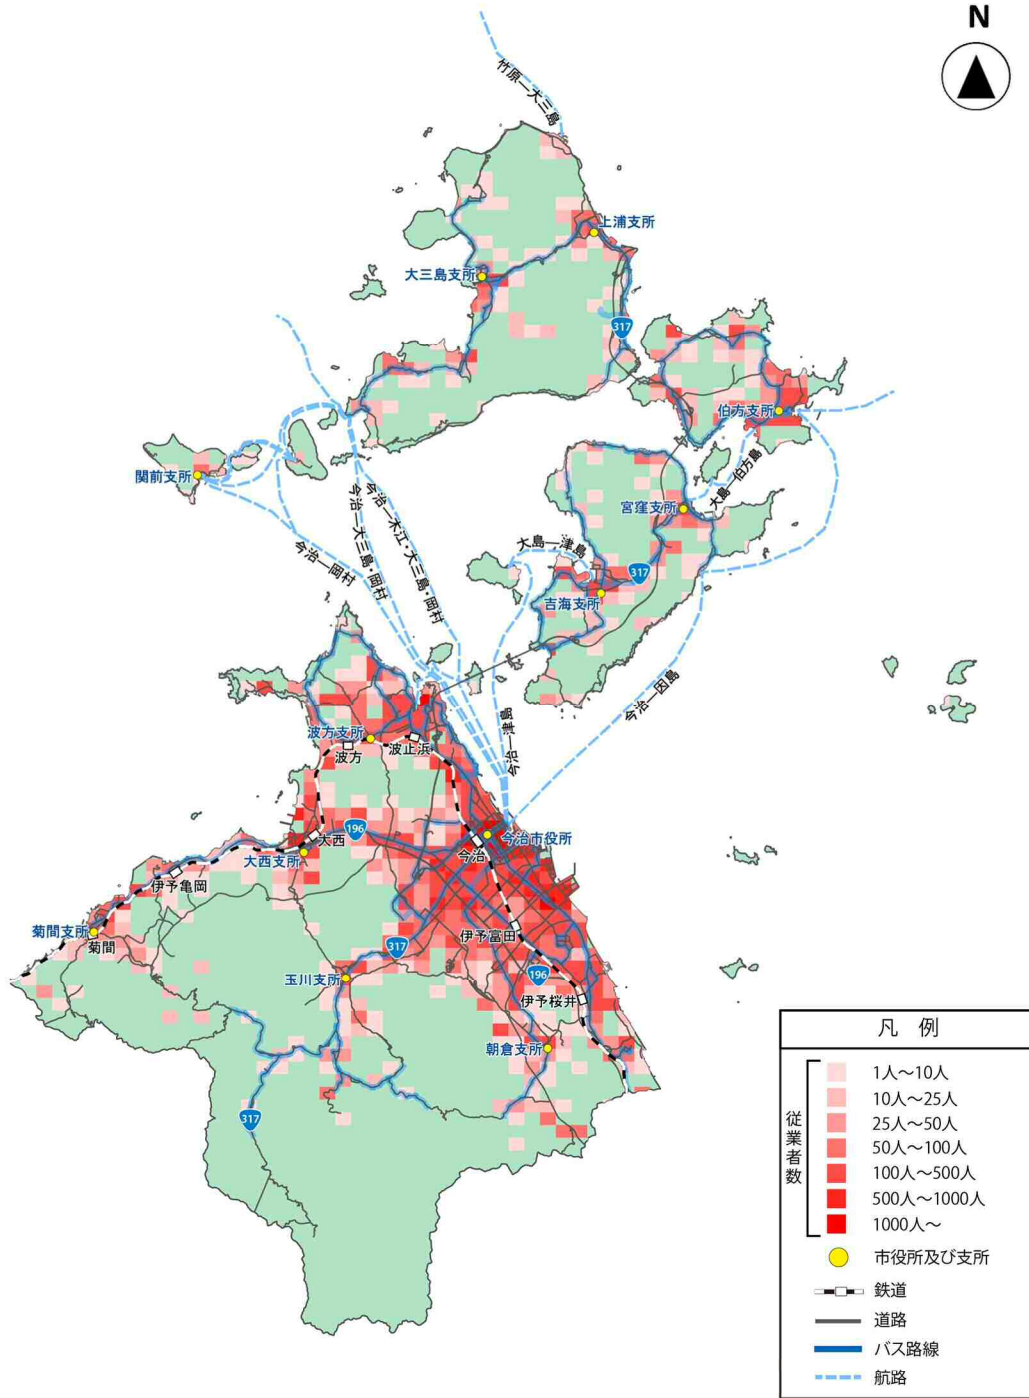 N
竹原―大三島
上浦支所
大三島支所
317
伯方支所
関前支所
大島―伯方島
宮窪支所
今治―岡村
今治―大三島・岡村
今治―木江・大三島・岡村
大島―津島
317
吉海支所
今治―津島
今治―因島
波方支所
波方
波止浜
196
大西
今治市役所
今治
大西支所
伊予亀岡
菊間支所
菊間
伊予富田
317
196
玉川支所
伊予桜井
朝倉支所
317
凡 例
従業者数
1人～10人
10人～25人
25人～50人
50人～100人
100人～500人
500人～1000人
1000人～
市役所及び支所
鉄道
道路
バス路線
航路